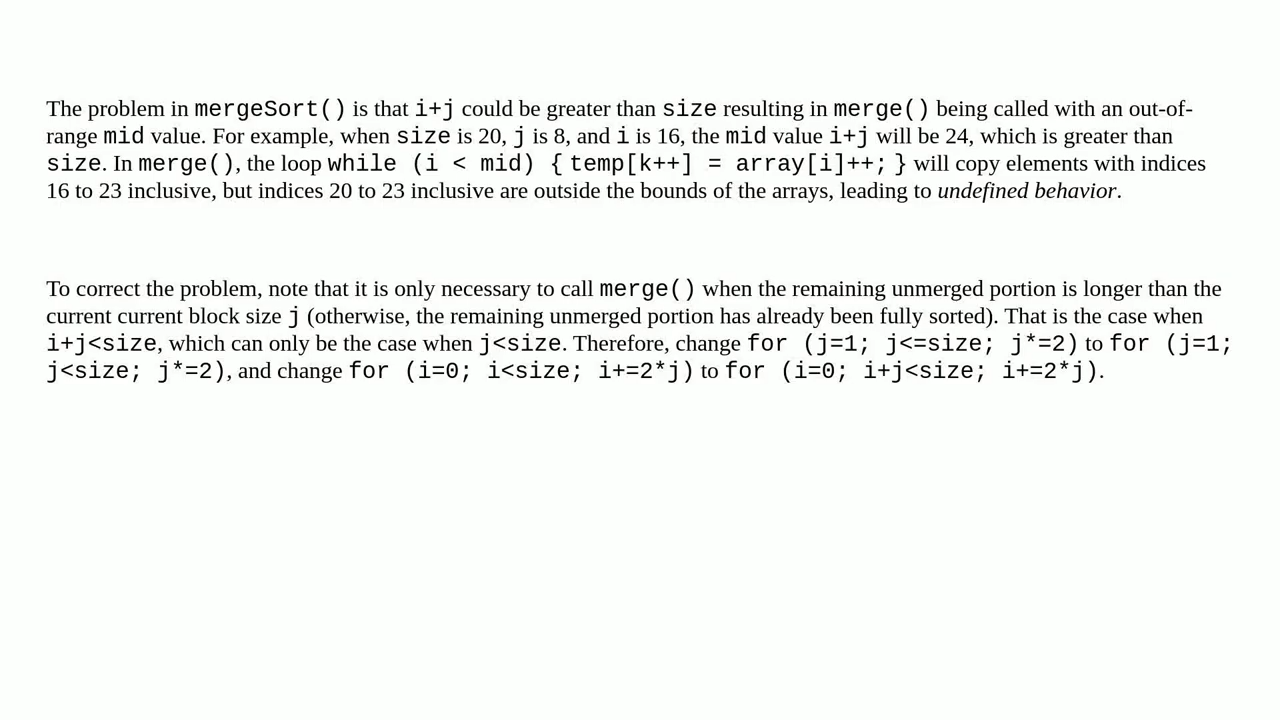 The problem in mergeSort() is that i+j could be greater than size resulting in merge() being called with an out-of-
range mid value. For example, when size is 20, j is 8, and i is 16, the mid value i+j will be 24, which is greater than
size. In merge(), the loop while (i < mid) { temp[k++] = array[i]++; } will copy elements with indices
16 to 23 inclusive, but indices 20 to 23 inclusive are outside the bounds of the arrays, leading to undefined behavior.
To correct the problem, note that it is only necessary to call merge() when the remaining unmerged portion is longer than the
current current block size j (otherwise, the remaining unmerged portion has already been fully sorted). That is the case when
i+j<size, which can only be the case when j<size. Therefore, change for (j=1; j<=size; j*=2) to for (j=1;
j<size; j*=2), and change for (i=0; i<size; i+=2*j) to for (i=0; i+j<size; i+=2*j).